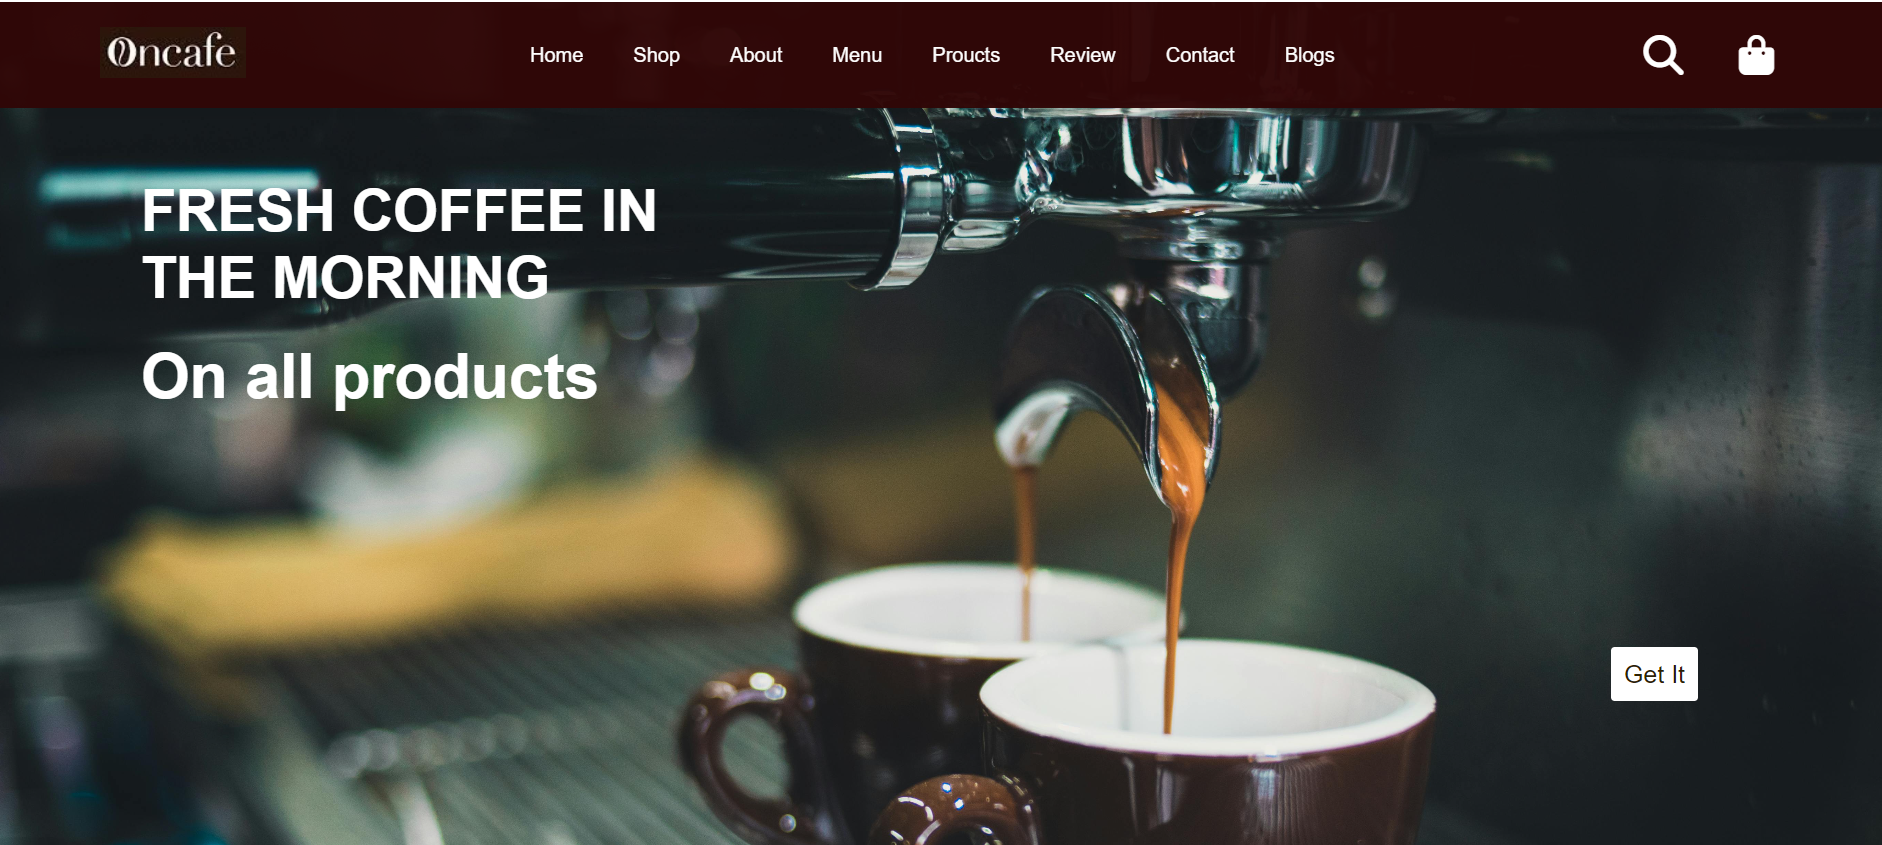 Oncafe
Home Shop About Menu Proucts Review Contact Blogs
FRESH COFFEE IN
THE MORNING
On all products
Get It